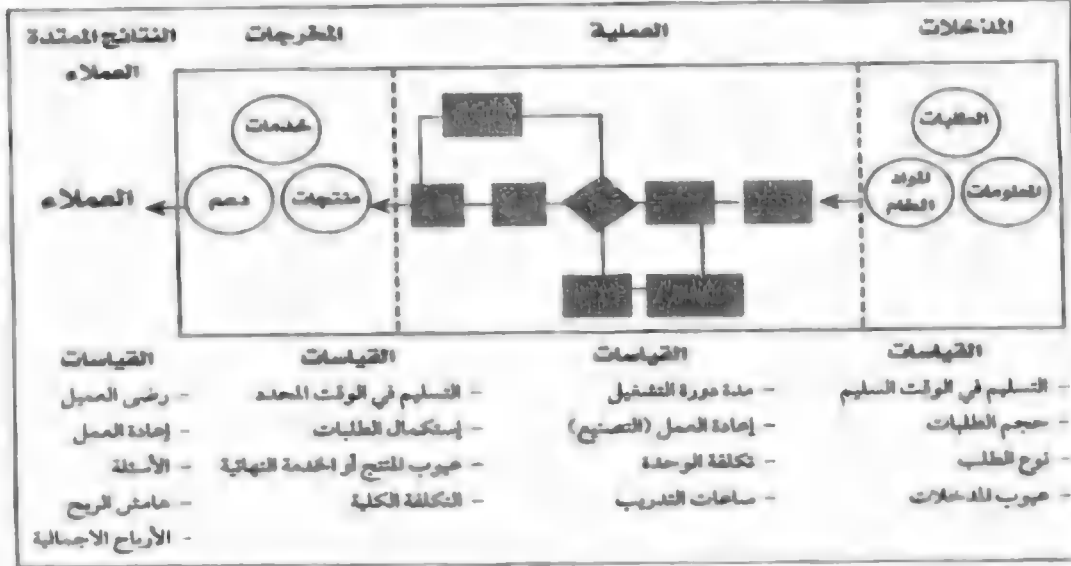 المدخلات
العملية
المخرجات
النتائج الممتدة
العملاء
الطلبات
المعلومات
المواد
الخام
خدمات
منتجات
دعم
العملاء
القياسات
- التسليم في الوقت السليم
- حجم الطلبات
- نوع الطلب
- عيوب المدخلات
القياسات
- مدة دورة التشغيل
- إعادة العمل (التصنيع)
- تكلفة الوحدة
- ساعات التدريب
القياسات
- التسليم في الوقت المحدد
- إستكمال الطلبات
- عيوب المنتج أو الخدمة النهائية
- التكلفة الكلية
القياسات
- رضى العميل
- إعادة العمل
- الأسئلة
- هامش الربح
- الأرباح الاجمالية